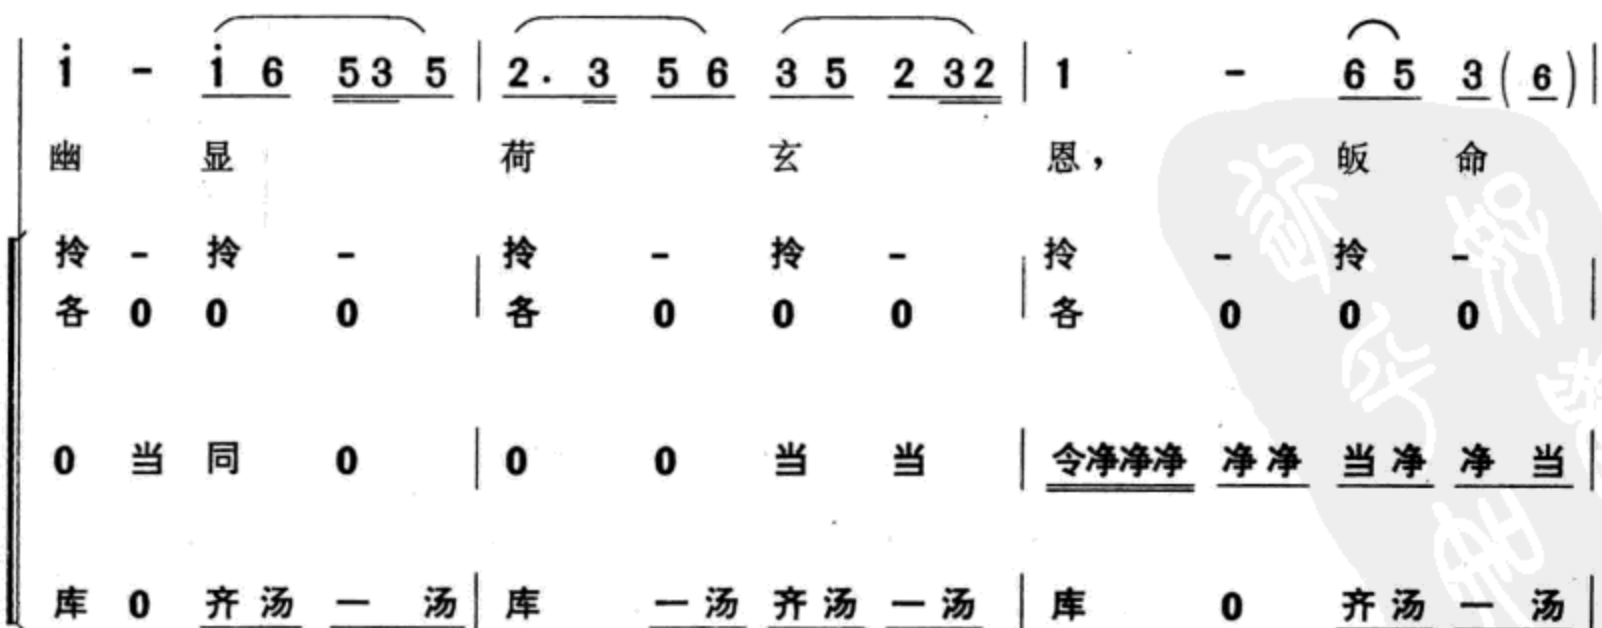 i - i 6 53 5 | 2. 3 5 6 3 5 2 32 | 1 - 6 5 3 (6) |
幽 显 荷 玄 恩， 皈 命
拎 - 拎 - | 拎 - 拎 - | 拎 - 拎 - |
各 0 0 0 | 各 0 0 0 | 各 0 0 0 |
0 当 同 0 | 0 0 当 当 | 令净净净 净净 当净 净当 |
库 0 齐汤 一汤 | 库 一汤 齐汤 一汤 | 库 0 齐汤 一汤